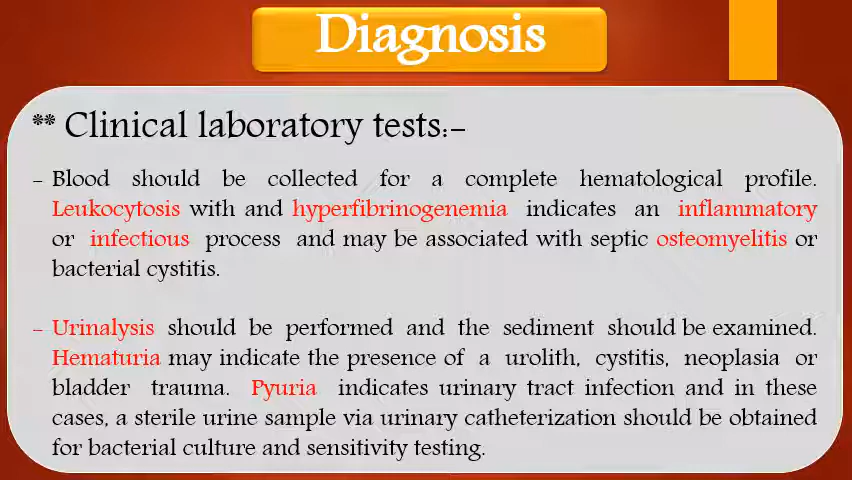 Diagnosis
** Clinical laboratory tests:-
- Blood should be collected for a complete hematological profile.
Leukocytosis with and hyperfibrinogenemia indicates an inflammatory
or infectious process and may be associated with septic osteomyelitis or
bacterial cystitis.
- Urinalysis should be performed and the sediment should be examined.
Hematuria may indicate the presence of a urolith, cystitis, neoplasia or
bladder trauma. Pyuria indicates urinary tract infection and in these
cases, a sterile urine sample via urinary catheterization should be obtained
for bacterial culture and sensitivity testing.